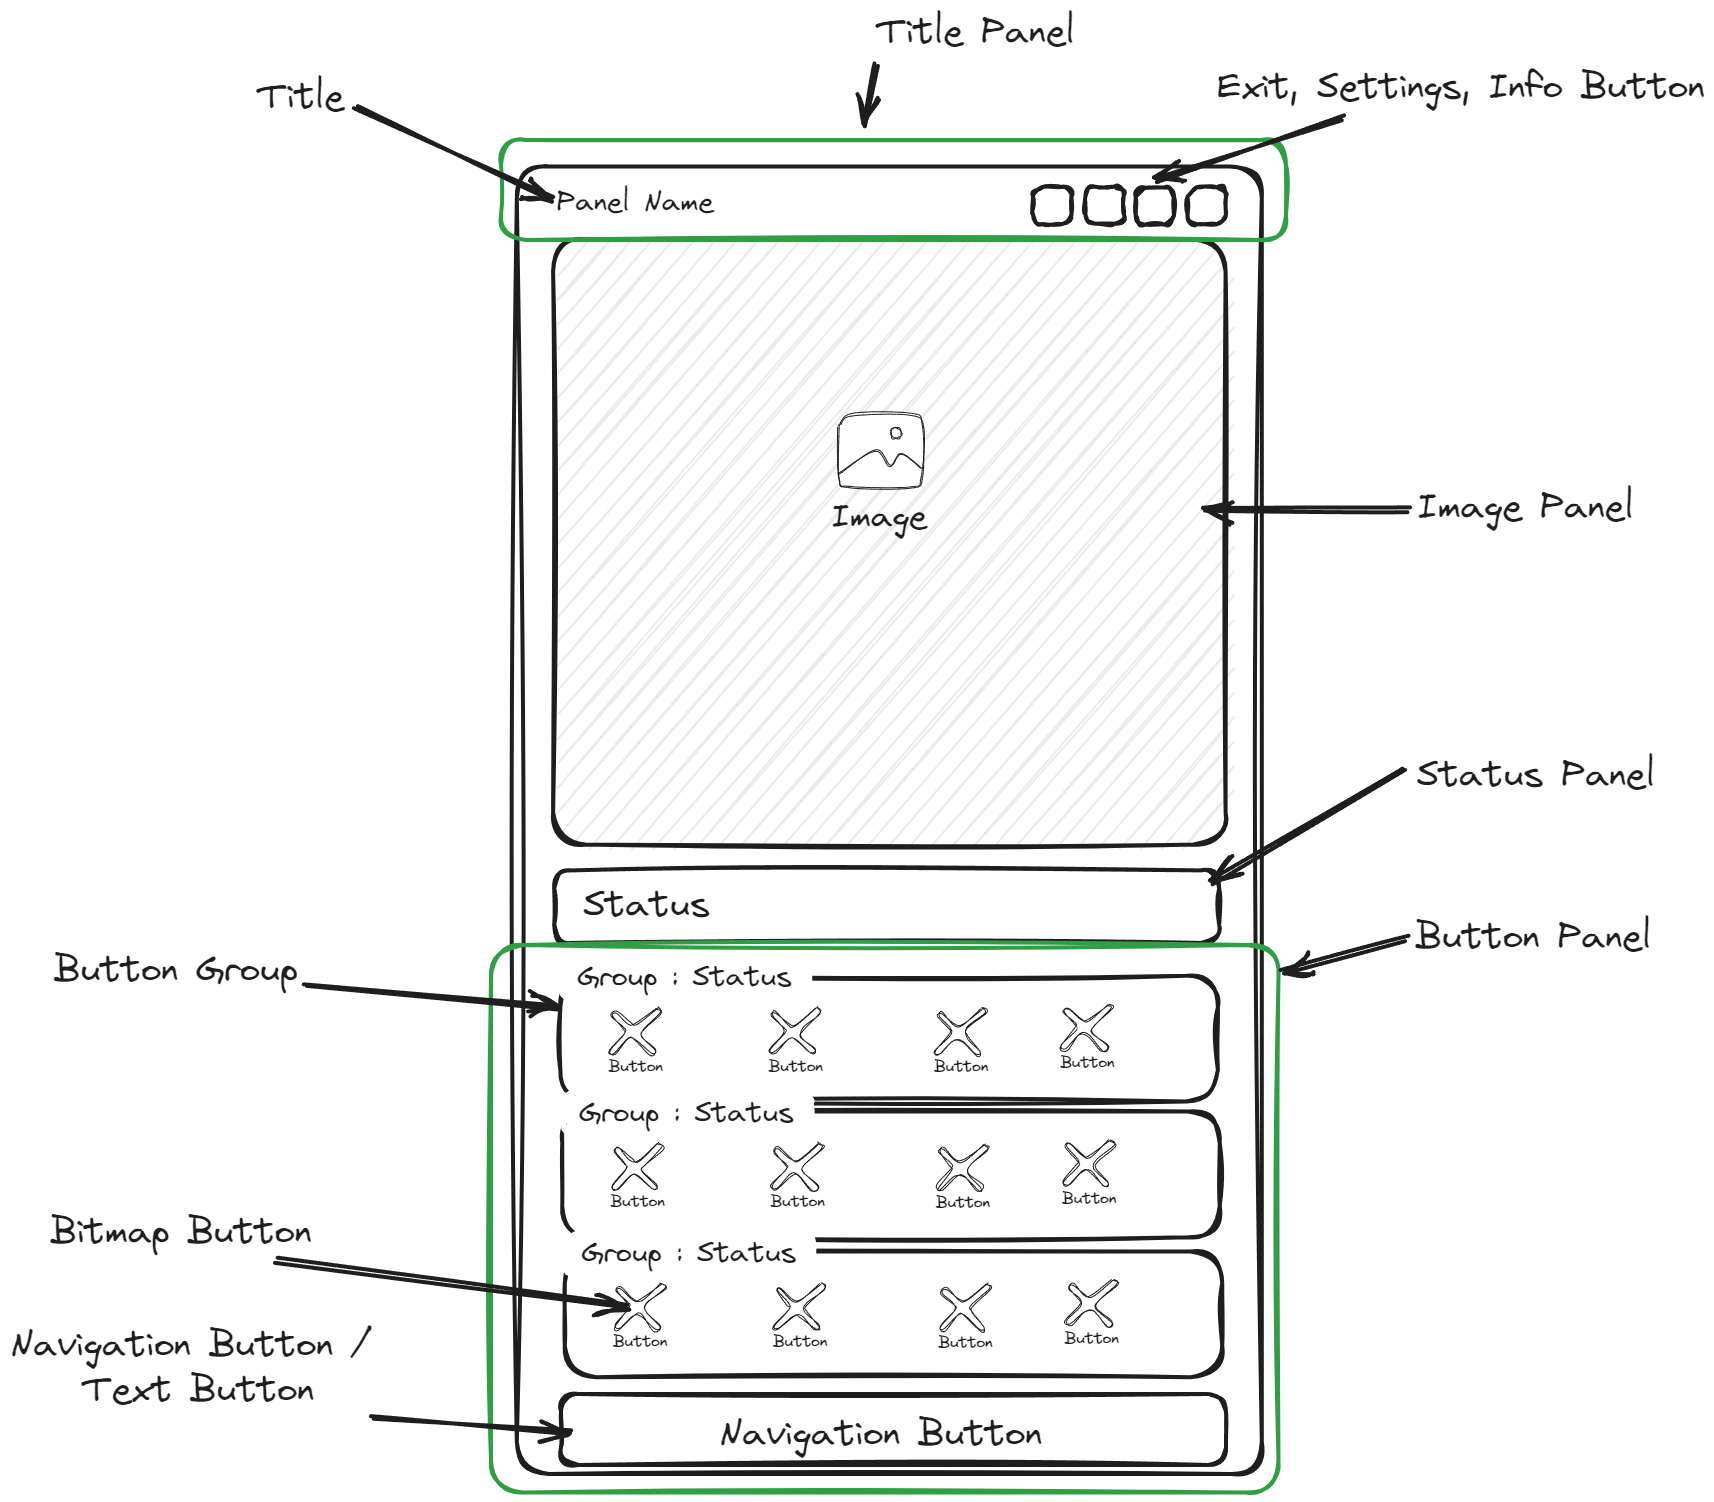 Title Panel
Exit, Settings, Info Button
Title
Panel Name
Image
Image Panel
Status Panel
Status
Button Panel
Button Group
Group : Status
Button Button Button Button
Group : Status
Button Button Button Button
Bitmap Button
Group : Status
Button Button Button Button
Navigation Button /
Text Button
Navigation Button